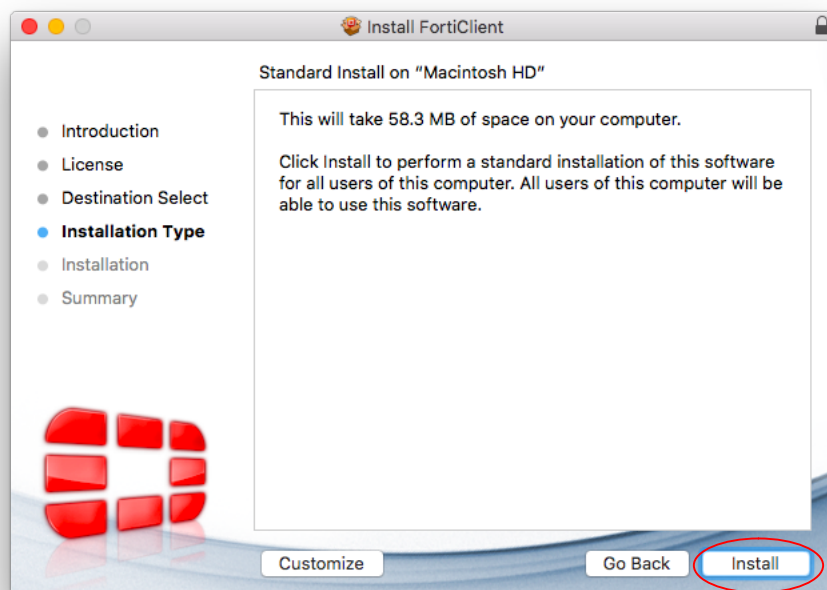 Install FortiClient
Standard Install on “Macintosh HD”
Introduction
License
Destination Select
Installation Type
Installation
Summary
This will take 58.3 MB of space on your computer.
Click Install to perform a standard installation of this software
for all users of this computer. All users of this computer will be
able to use this software.
Customize
Go Back
Install